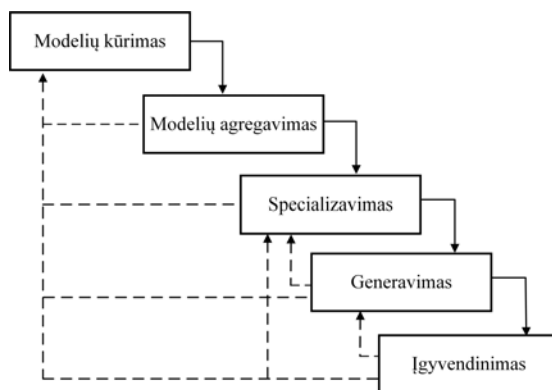 Modelių kūrimas
Modelių agregavimas
Specializavimas
Generavimas
Įgyvendinimas